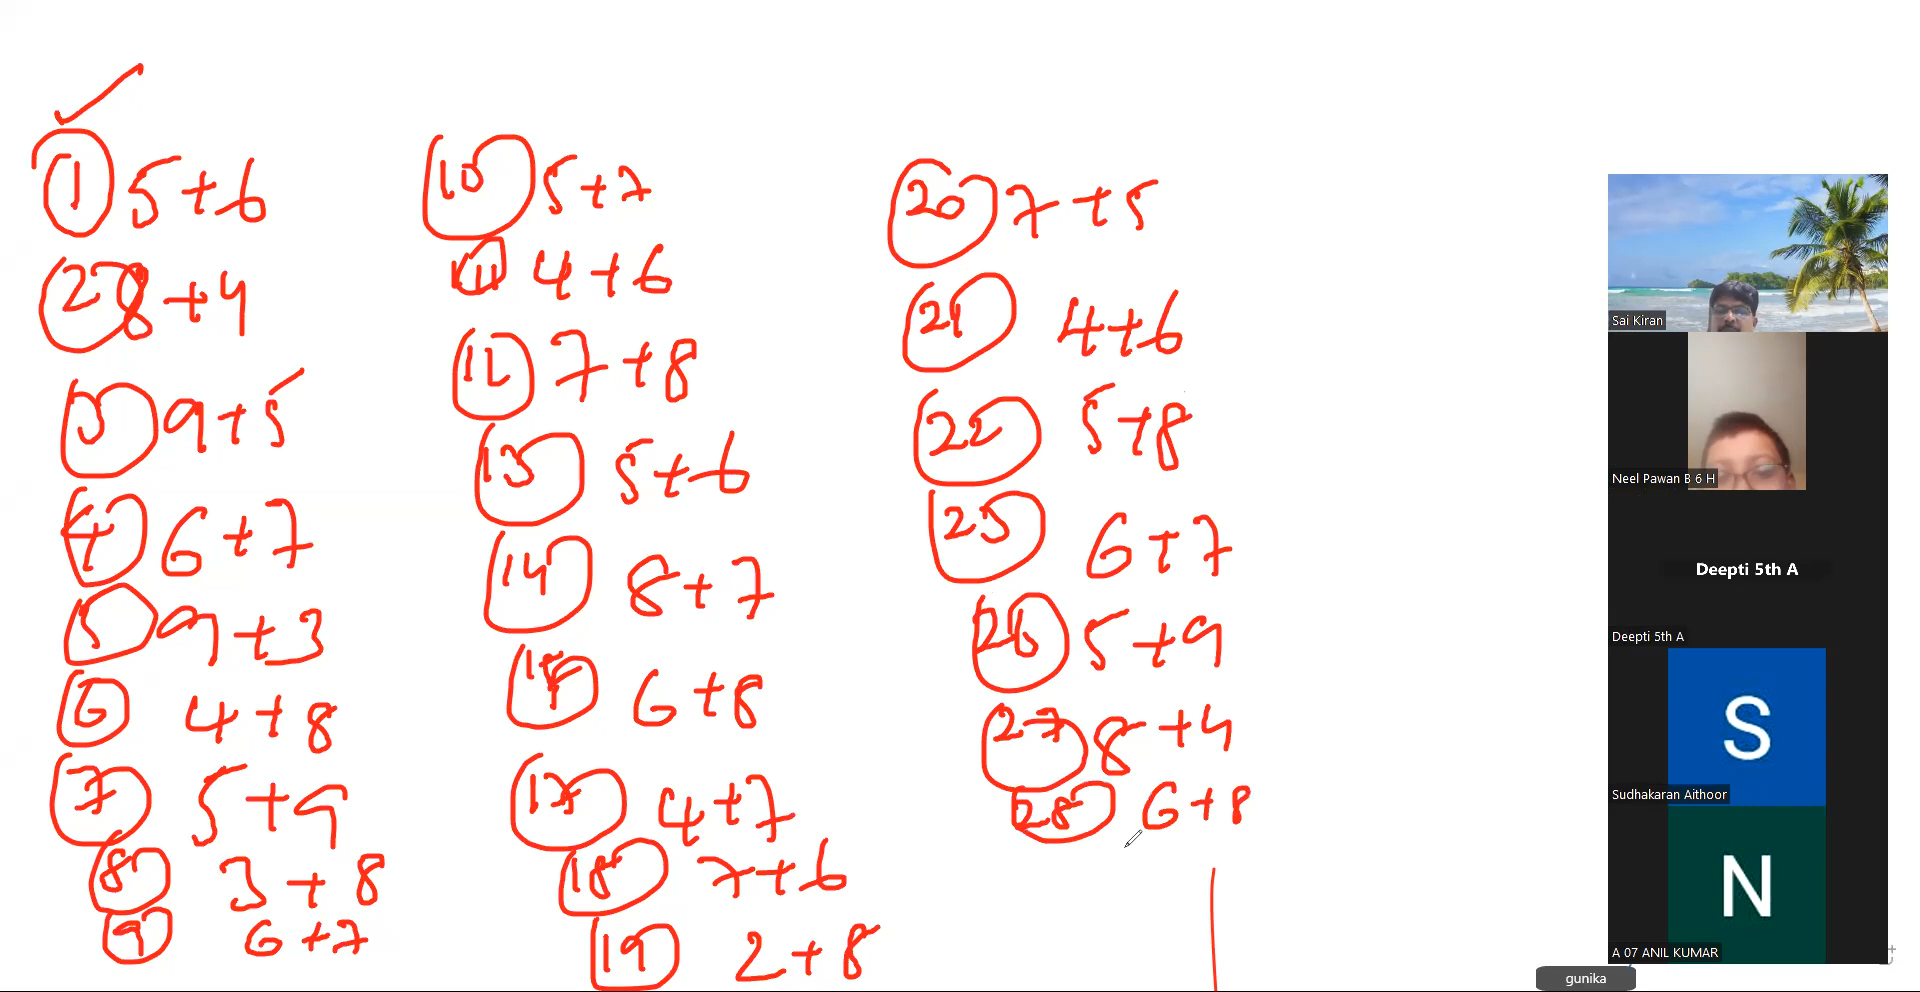 1 5+6
2 8+4
3 9+5
4 6+7
5 9+3
6 4+8
7 5+9
8 3+8
9 6+7
10 5+7
11 4+6
12 7+8
13 5+6
14 8+7
15 6+8
17 4+7
18 7+6
19 2+8
20 7+5
21 4+6
22 5+8
23 6+7
26 5+9
27 8+4
28 6+8
Sai Kiran
Neel Pawan B 6 H
Deepti 5th A
Deepti 5th A
S
Sudhakaran Aithoor
N
A 07 ANIL KUMAR
gunika